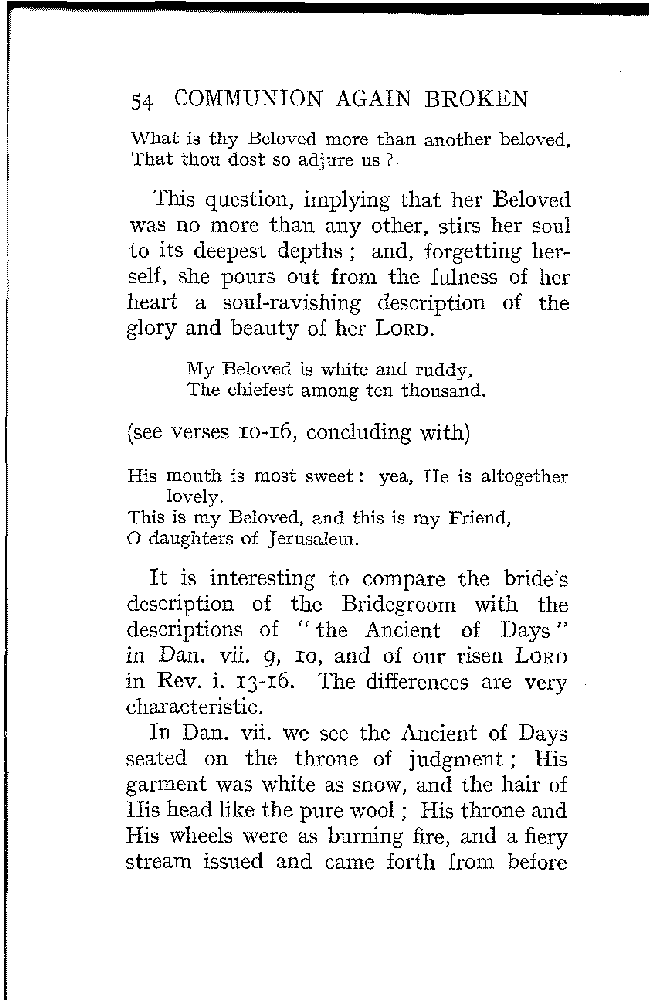 54 COMMUNION AGAIN BROKEN
What is thy Beloved more than another beloved,
That thou dost so adjure us ?
This question, implying that her Beloved
was no more than any other, stirs her soul
to its deepest depths ; and, forgetting her-
self, she pours out from the fulness of her
heart a soul-ravishing description of the
glory and beauty of her LORD.
My Beloved is white and ruddy,
The chiefest among ten thousand.
(see verses 10-16, concluding with)
His mouth is most sweet : yea, He is altogether
lovely.
This is my Beloved, and this is my Friend,
O daughters of Jerusalem.
It is interesting to compare the bride's
description of the Bridegroom with the
descriptions of “ the Ancient of Days ”
in Dan. vii. 9, 10, and of our risen LORD
in Rev. i. 13-16. The differences are very
characteristic.
In Dan. vii. we see the Ancient of Days
seated on the throne of judgment ; His
garment was white as snow, and the hair of
His head like the pure wool ; His throne and
His wheels were as burning fire, and a fiery
stream issued and came forth from before